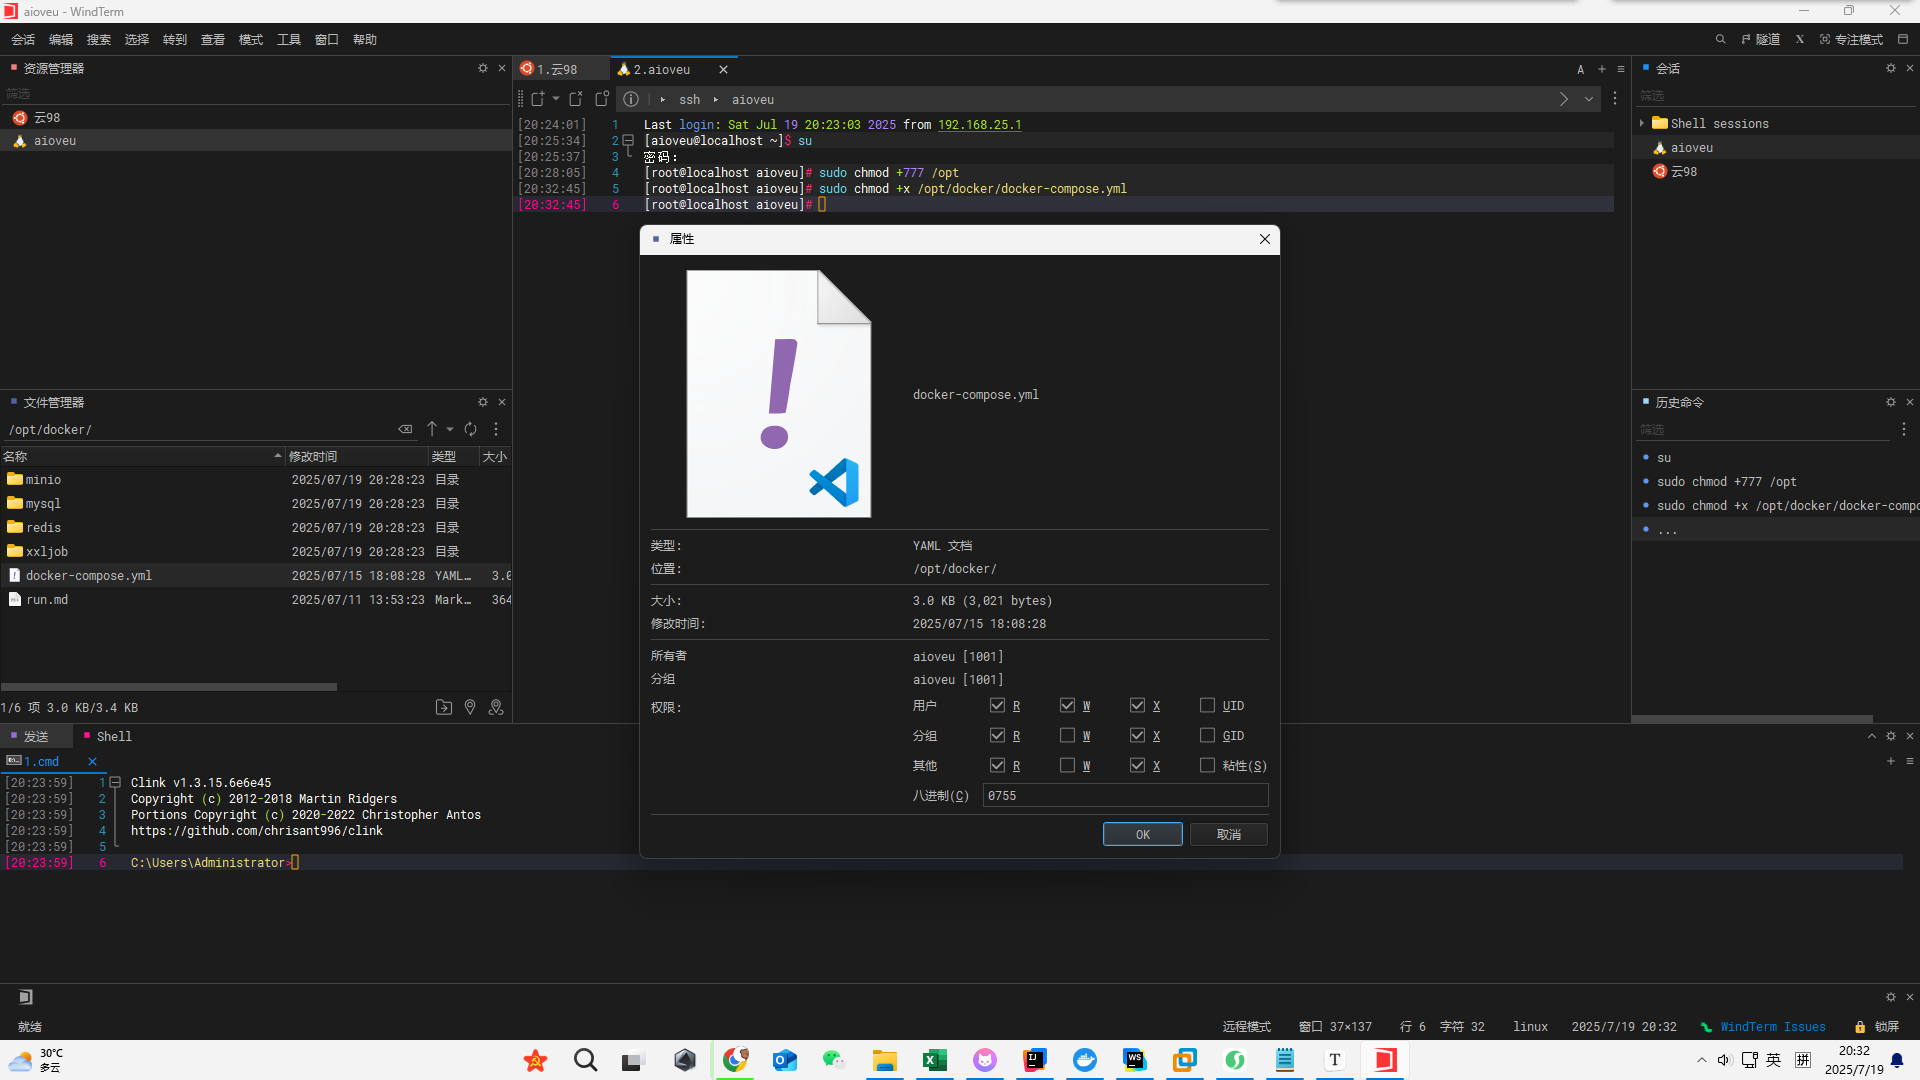 aioveu - WindTerm
会话 编辑 搜索 选择 转到 查看 模式 工具 窗口 帮助
隧道 X 专注模式
资源管理器
筛选
云98
aioveu
1.云98 2.aioveu
A
ssh aioveu
[20:24:01] 1 Last login: Sat Jul 19 20:23:03 2025 from 192.168.25.1
[20:25:34] 2 [aioveu@localhost ~]$ su
[20:25:37] 3 密码：
[20:28:05] 4 [root@localhost aioveu]# sudo chmod +777 /opt
[20:32:45] 5 [root@localhost aioveu]# sudo chmod +x /opt/docker/docker-compose.yml
[20:32:45] 6 [root@localhost aioveu]#
会话
筛选
Shell sessions
aioveu
云98
文件管理器
/opt/docker/
名称 修改时间 类型 大小
minio 2025/07/19 20:28:23 目录
mysql 2025/07/19 20:28:23 目录
redis 2025/07/19 20:28:23 目录
xxljob 2025/07/19 20:28:23 目录
docker-compose.yml 2025/07/15 18:08:28 YAML… 3.0
run.md 2025/07/11 13:53:23 Mark… 364
1/6 项 3.0 KB/3.4 KB
历史命令
筛选
su
sudo chmod +777 /opt
sudo chmod +x /opt/docker/docker-compo
...
属性
docker-compose.yml
类型: YAML 文档
位置: /opt/docker/
大小: 3.0 KB (3,021 bytes)
修改时间: 2025/07/15 18:08:28
所有者 aioveu [1001]
分组 aioveu [1001]
权限: 用户 R W X UID
分组 R W X GID
其他 R W X 粘性(S)
八进制(C) 0755
OK 取消
发送 Shell
1.cmd
[20:23:59] 1 Clink v1.3.15.6e6e45
[20:23:59] 2 Copyright (c) 2012-2018 Martin Ridgers
[20:23:59] 3 Portions Copyright (c) 2020-2022 Christopher Antos
[20:23:59] 4 https://github.com/chrisant996/clink
[20:23:59] 5
[20:23:59] 6 C:\Users\Administrator>
就绪
远程模式 窗口 37×137 行 6 字符 32 linux 2025/7/19 20:32 WindTerm Issues 锁屏
30°C
多云
英 拼
20:32
2025/7/19